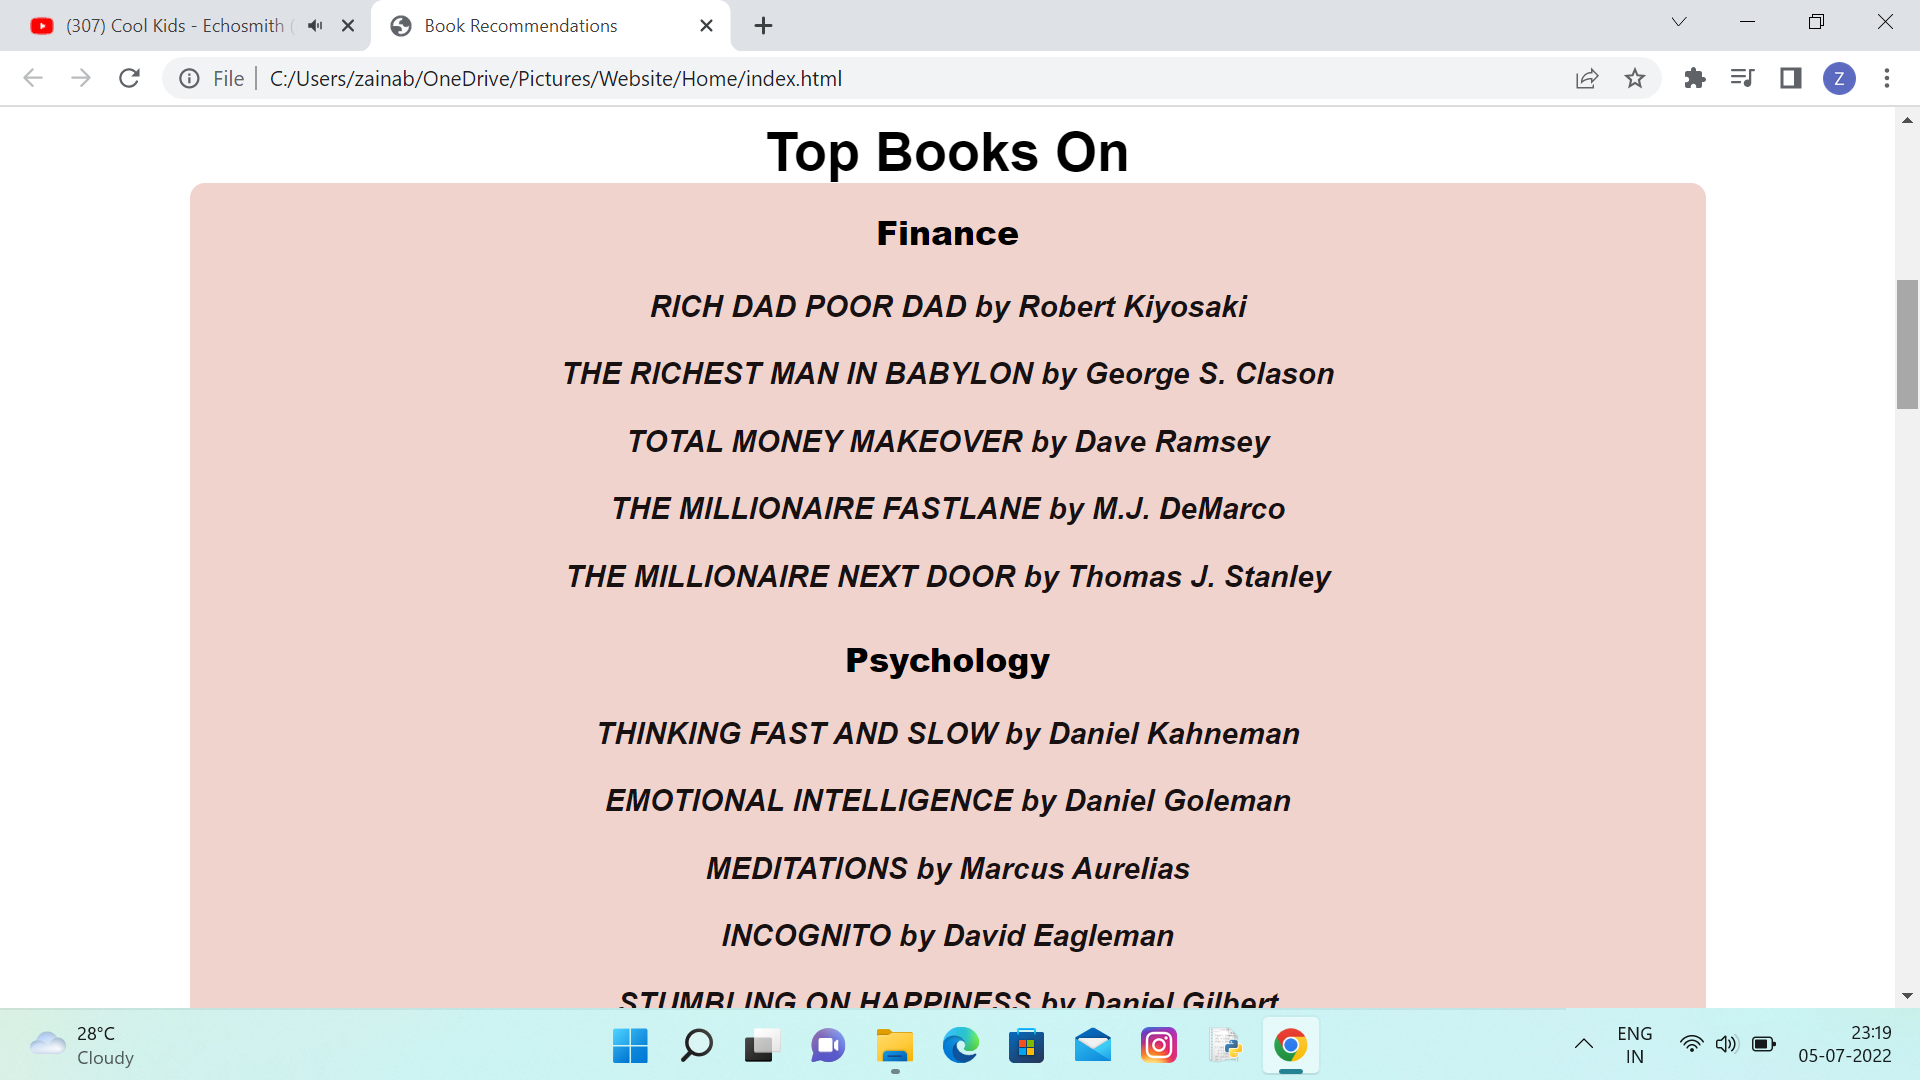 (307) Cool Kids - Echosmith (
Book Recommendations
File
C:/Users/zainab/OneDrive/Pictures/Website/Home/index.html
Z
Top Books On
Finance
RICH DAD POOR DAD by Robert Kiyosaki
THE RICHEST MAN IN BABYLON by George S. Clason
TOTAL MONEY MAKEOVER by Dave Ramsey
THE MILLIONAIRE FASTLANE by M.J. DeMarco
THE MILLIONAIRE NEXT DOOR by Thomas J. Stanley
Psychology
THINKING FAST AND SLOW by Daniel Kahneman
EMOTIONAL INTELLIGENCE by Daniel Goleman
MEDITATIONS by Marcus Aurelias
INCOGNITO by David Eagleman
STUMBLING ON HAPPINESS by Daniel Gilbert
28°C
Cloudy
ENG
IN
23:19
05-07-2022